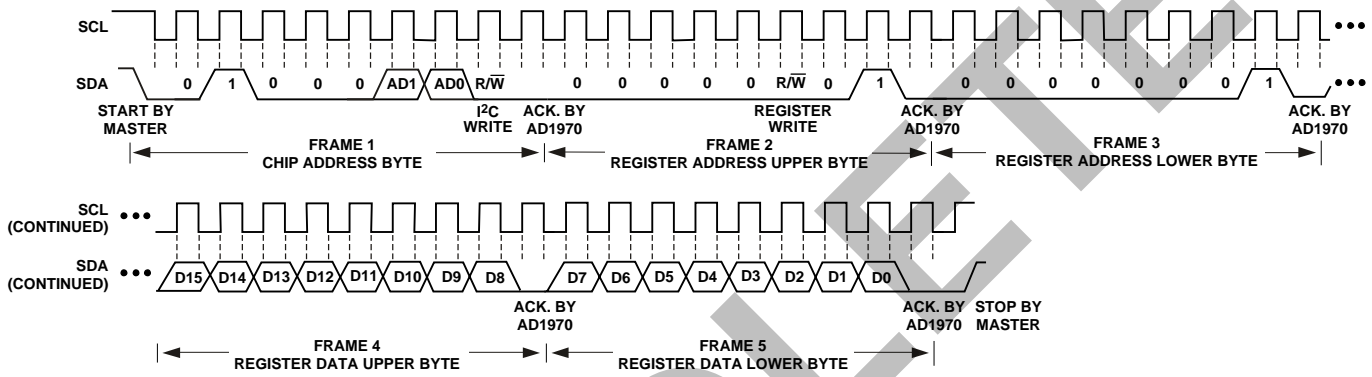 SCL
SDA
0 1 0 0 0 AD1 AD0 R/W̅ 0 0 0 0 0 R/W̅ 0 1 0 0 0 0 0 0 0 1
START BY MASTER
I²C WRITE
ACK. BY AD1970
REGISTER WRITE
ACK. BY AD1970
ACK. BY AD1970
FRAME 1
CHIP ADDRESS BYTE
FRAME 2
REGISTER ADDRESS UPPER BYTE
FRAME 3
REGISTER ADDRESS LOWER BYTE
SCL
(CONTINUED)
SDA
(CONTINUED)
D15 D14 D13 D12 D11 D10 D9 D8 D7 D6 D5 D4 D3 D2 D1 D0
ACK. BY AD1970
ACK. BY AD1970
STOP BY MASTER
FRAME 4
REGISTER DATA UPPER BYTE
FRAME 5
REGISTER DATA LOWER BYTE